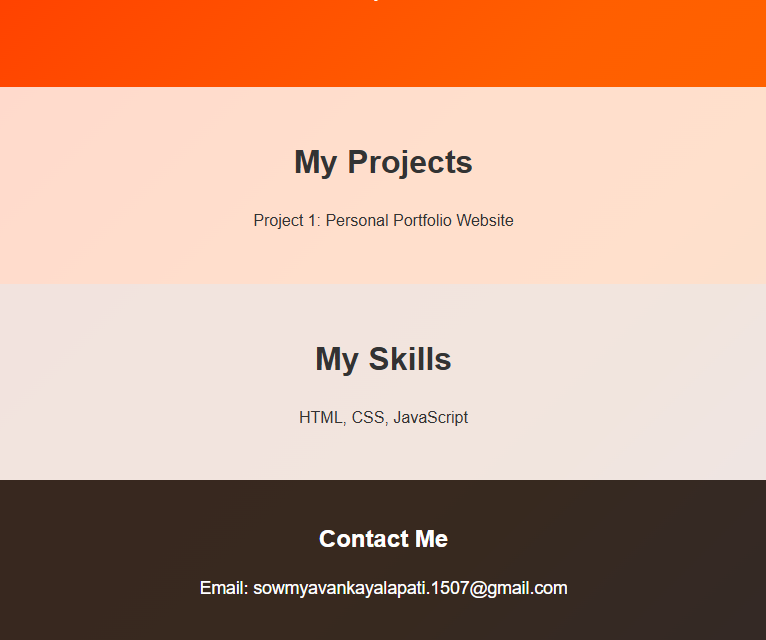 My Projects
Project 1: Personal Portfolio Website
My Skills
HTML, CSS, JavaScript
Contact Me
Email: sowmyavankayalapati.1507@gmail.com